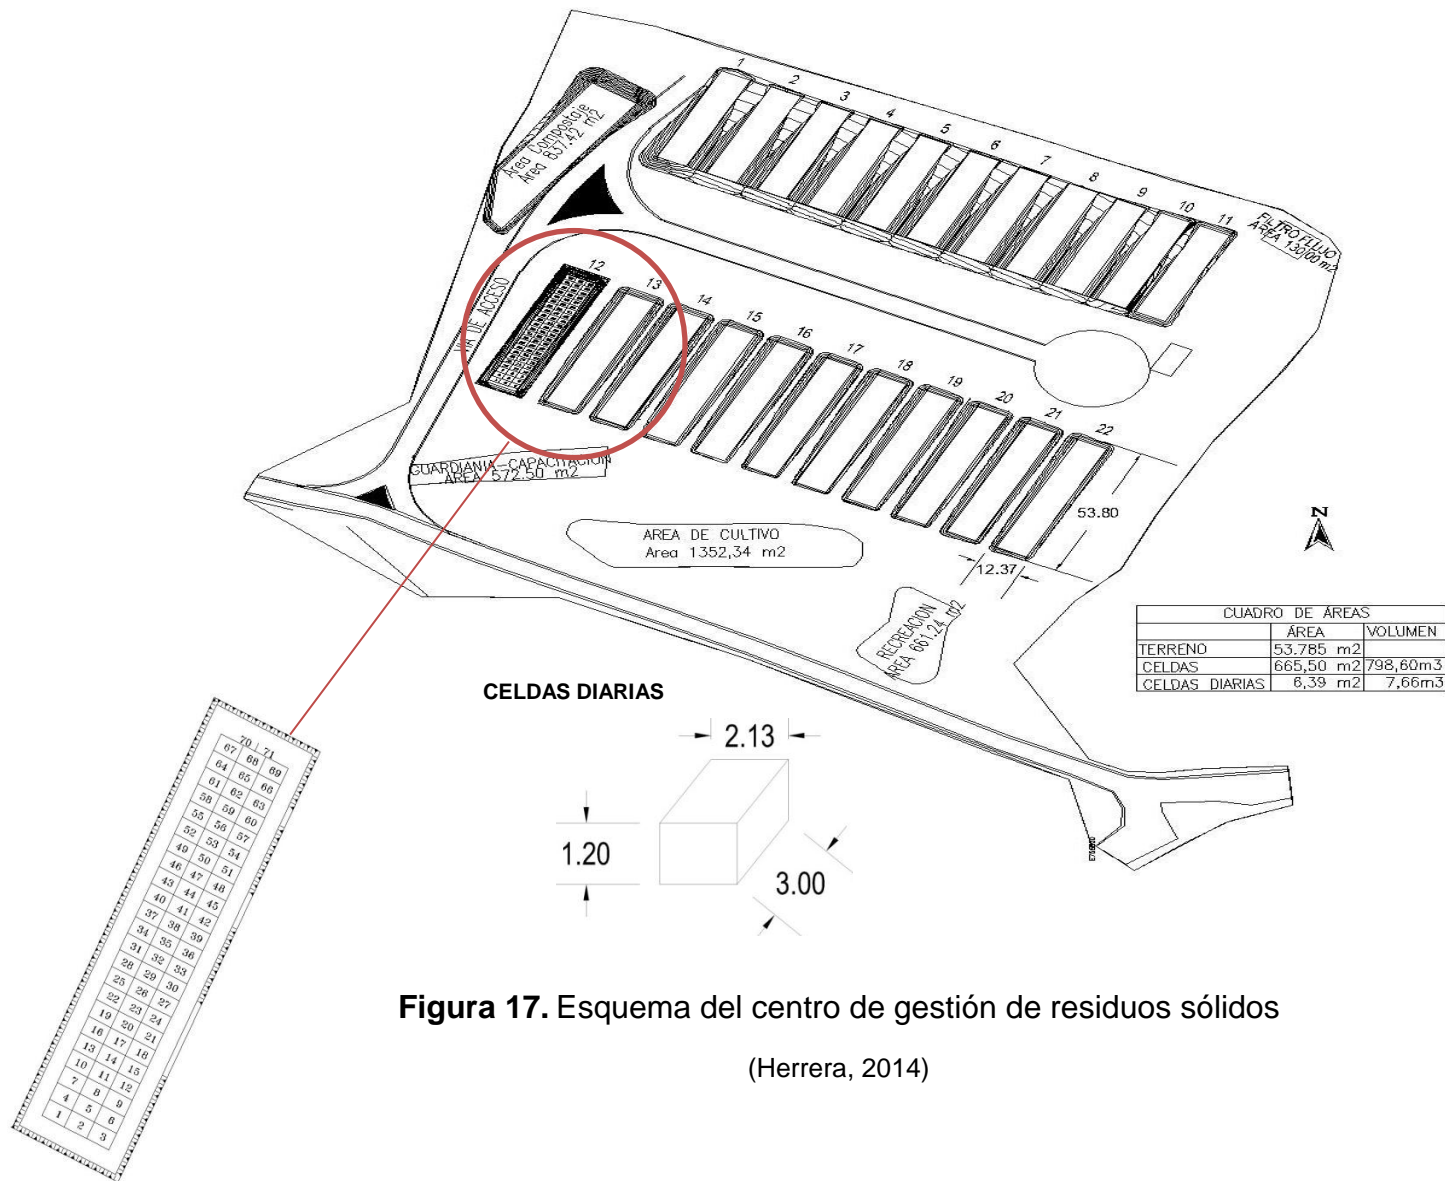 1
2
3
4
5
6
7
8
9
10
11
Area Compostaje
Area 837.42 m2
FILTRO FLUJO
AREA 130,00 m2
VIA DE ACCESO
12
13
14
15
16
17
18
19
20
21
22
53.80
12.37
N
GUARDIANIA-CAPACITACION
AREA 572.50 m2
AREA DE CULTIVO
Area 1352,34 m2
RECREACION
AREA 661.24 m2
CUADRO DE ÁREAS
ÁREA VOLUMEN
TERRENO 53.785 m2
CELDAS 665,50 m2 798,60m3
CELDAS DIARIAS 6,39 m2 7,66m3
CELDAS DIARIAS
2.13
1.20
3.00
70 71
67 68 69
64 65 66
61 62 63
58 59 60
55 56 57
52 53 54
49 50 51
46 47 48
43 44 45
40 41 42
37 38 39
34 35 36
31 32 33
28 29 30
25 26 27
22 23 24
19 20 21
16 17 18
13 14 15
10 11 12
7 8 9
4 5 6
1 2 3
Figura 17. Esquema del centro de gestión de residuos sólidos
(Herrera, 2014)